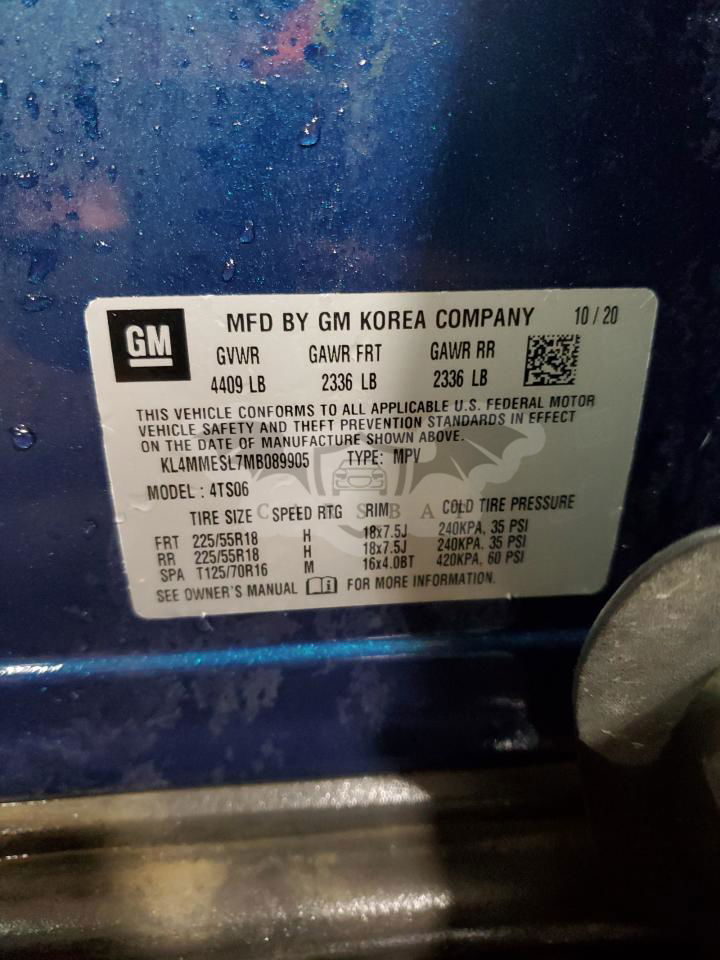 GM
MFD BY GM KOREA COMPANY 10 / 20
GVWR GAWR FRT GAWR RR
4409 LB 2336 LB 2336 LB
THIS VEHICLE CONFORMS TO ALL APPLICABLE U.S. FEDERAL MOTOR
VEHICLE SAFETY AND THEFT PREVENTION STANDARDS IN EFFECT
ON THE DATE OF MANUFACTURE SHOWN ABOVE.
KL4MMESL7MB089905 TYPE: MPV
MODEL : 4TS06
TIRE SIZE SPEED RTG RIM COLD TIRE PRESSURE
FRT 225/55R18 H 18x7.5J 240KPA, 35 PSI
RR 225/55R18 H 18x7.5J 240KPA, 35 PSI
SPA T125/70R16 M 16x4.0BT 420KPA, 60 PSI
SEE OWNER'S MANUAL FOR MORE INFORMATION.